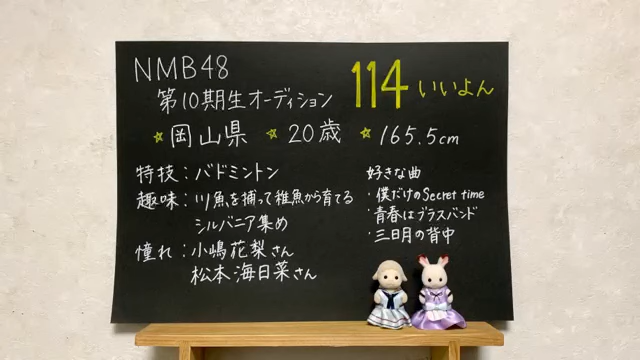 NMB48
第10期生オーディション
114 いいよん
☆岡山県 ☆20歳 ☆165.5cm
特技：バドミントン
趣味：川魚を捕って稚魚から育てる
シルバニア集め
憧れ：小嶋花梨さん
松本海日菜さん
好きな曲
・僕だけのSecret time
・青春はブラスバンド
・三日月の背中